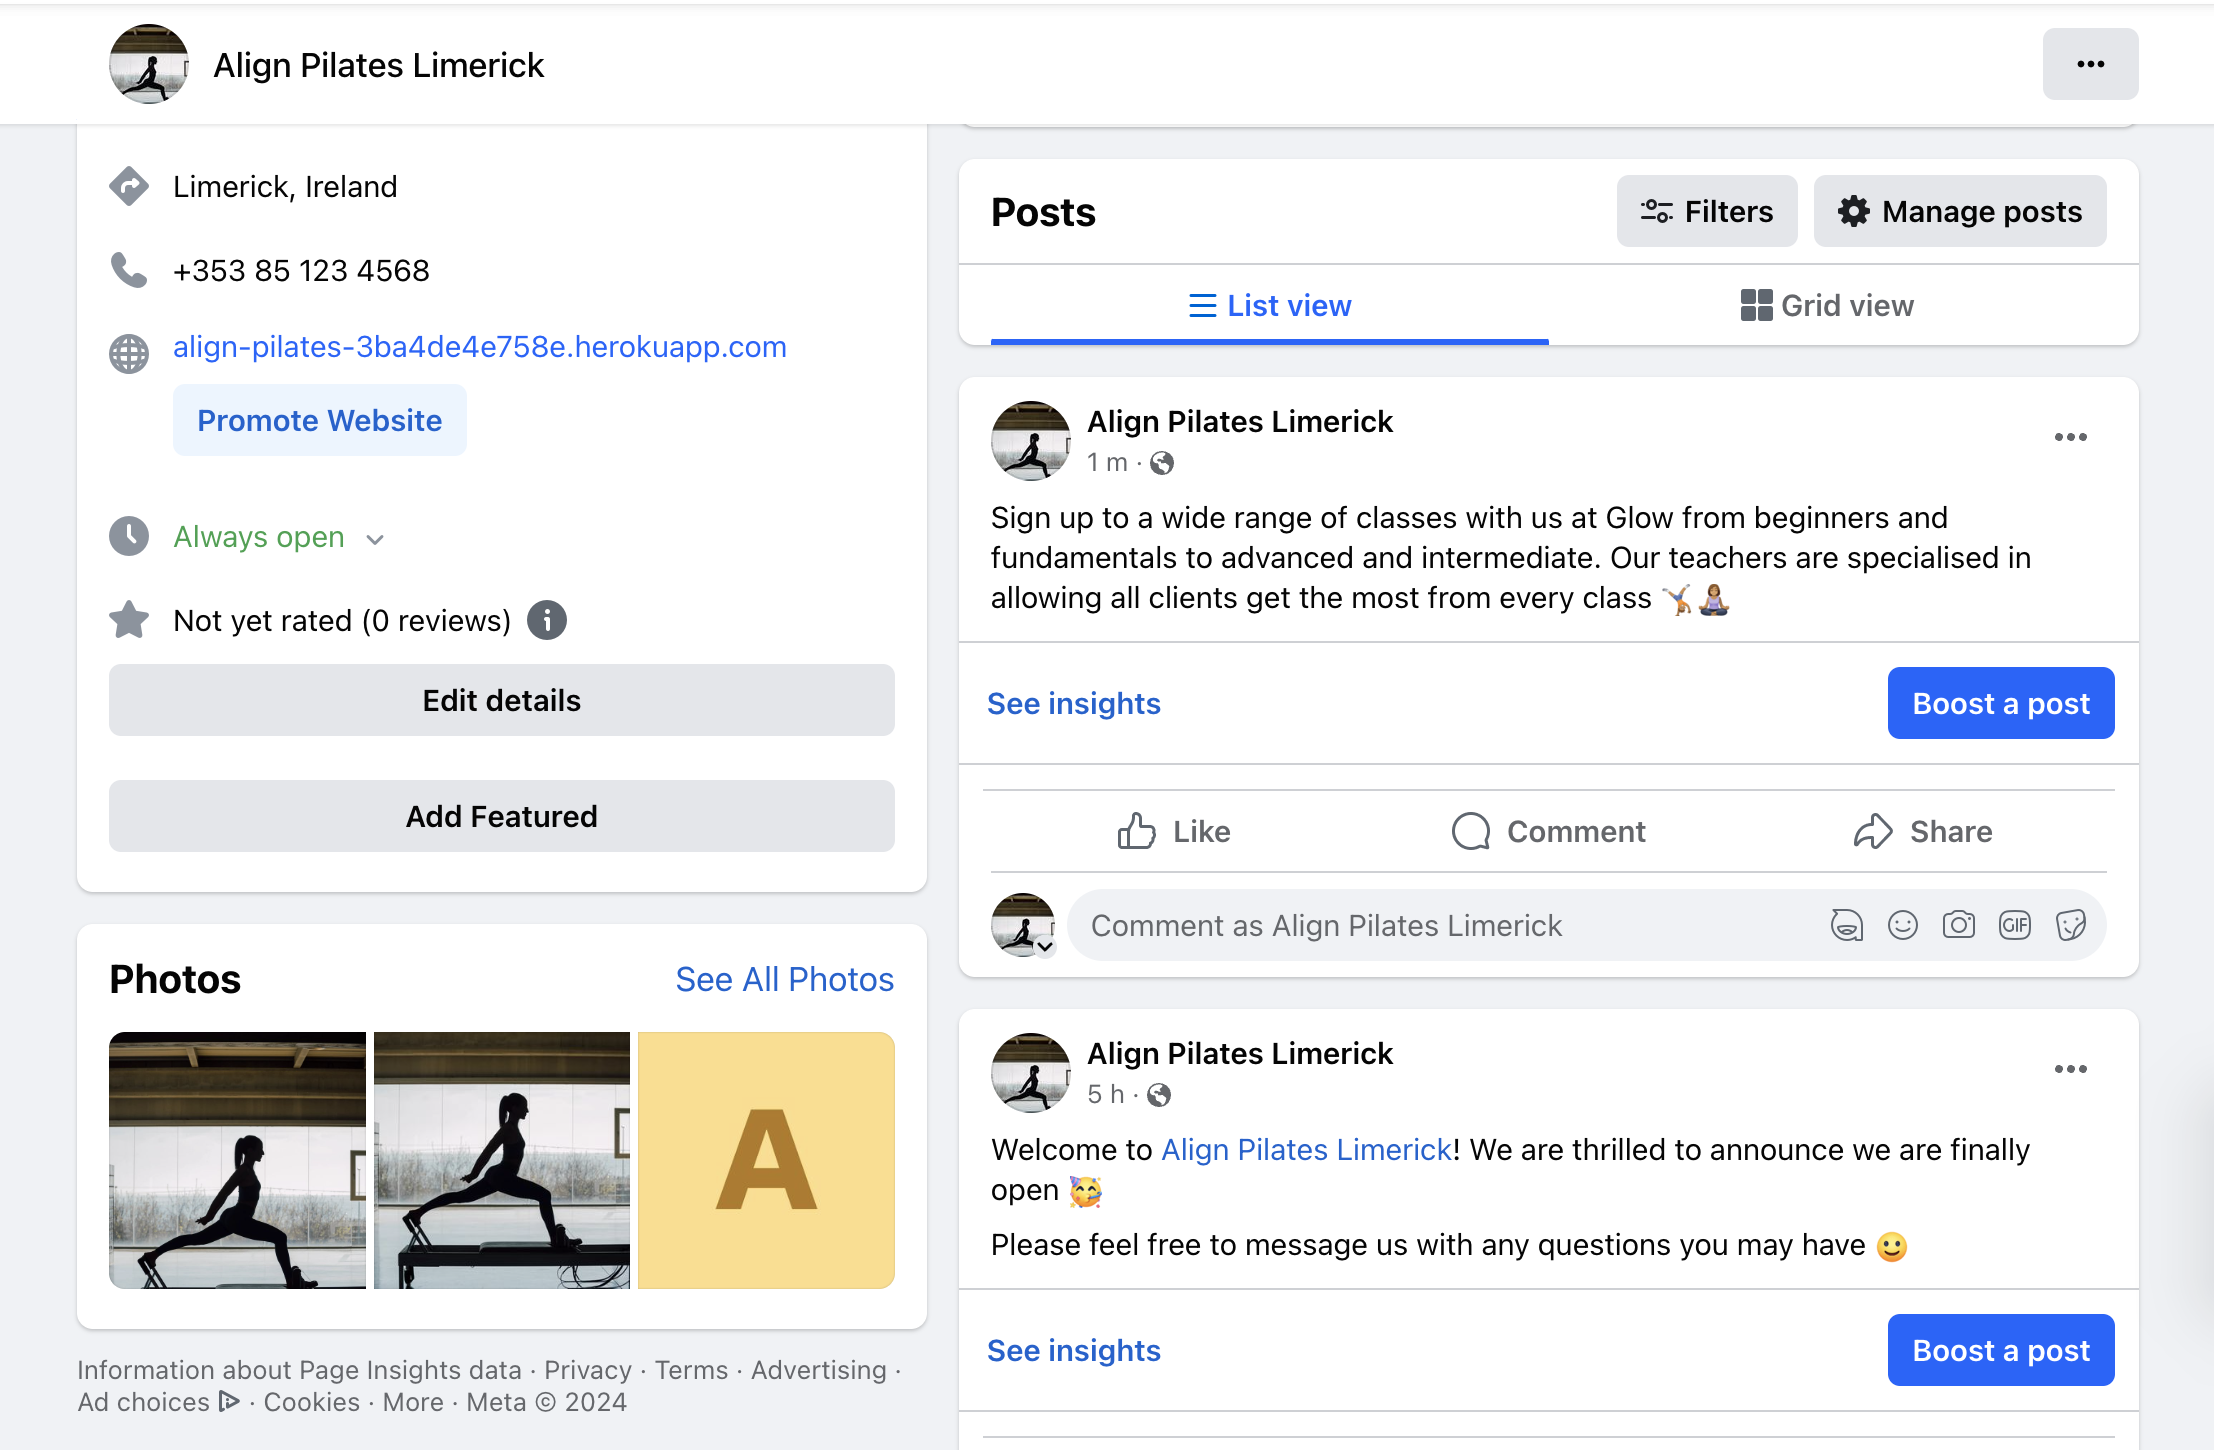 Align Pilates Limerick
Limerick, Ireland
+353 85 123 4568
align-pilates-3ba4de4e758e.herokuapp.com
Promote Website
Always open
Not yet rated (0 reviews)
Edit details
Add Featured
Photos
See All Photos
A
Information about Page Insights data · Privacy · Terms · Advertising ·
Ad choices · Cookies · More · Meta © 2024
Posts
Filters
Manage posts
List view
Grid view
Align Pilates Limerick
1 m ·
Sign up to a wide range of classes with us at Glow from beginners and
fundamentals to advanced and intermediate. Our teachers are specialised in
allowing all clients get the most from every class 🤸🧘🏽‍♀️
See insights
Boost a post
Like
Comment
Share
Comment as Align Pilates Limerick
GIF
Align Pilates Limerick
5 h ·
Welcome to Align Pilates Limerick! We are thrilled to announce we are finally
open 🥳
Please feel free to message us with any questions you may have 🙂
See insights
Boost a post